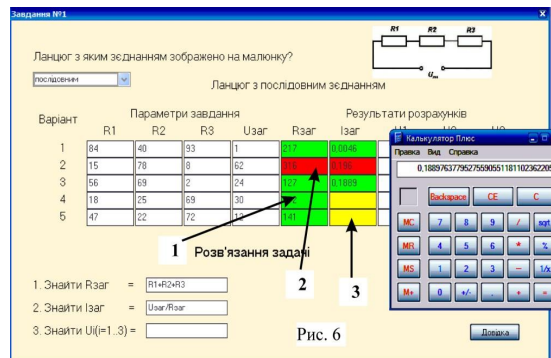 Завдання №1
X
R1 R2 R3
Ланцюг з яким зєднанням зображено на малюнку?
Uзаг
послідовним
Ланцюг з послідовним зєднанням
Варіант Параметри завдання Результати розрахунків
R1 R2 R3 Uзаг Rзаг Iзаг
1 84 40 93 1 217 0,0046
2 15 78 8 62
3 56 69 2 24 127 0,1889
4 18 25 69 30
5 47 22 72 12 141
Калькулятор Плюс
Правка Вид Справка
0,18897637795275590551181102362205
Backspace CE C
MC 7 8 9 / sqrt
MR 4 5 6 * %
MS 1 2 3 - 1/x
M+ 0 +/- . + =
1
2
3
Розв'язання задачі
1. Знайти Rзаг = R1+R2+R3
2. Знайти Iзаг = Uзаг/Rзаг
3. Знайти Ui(i=1..3) =
Рис. 6
Довідка